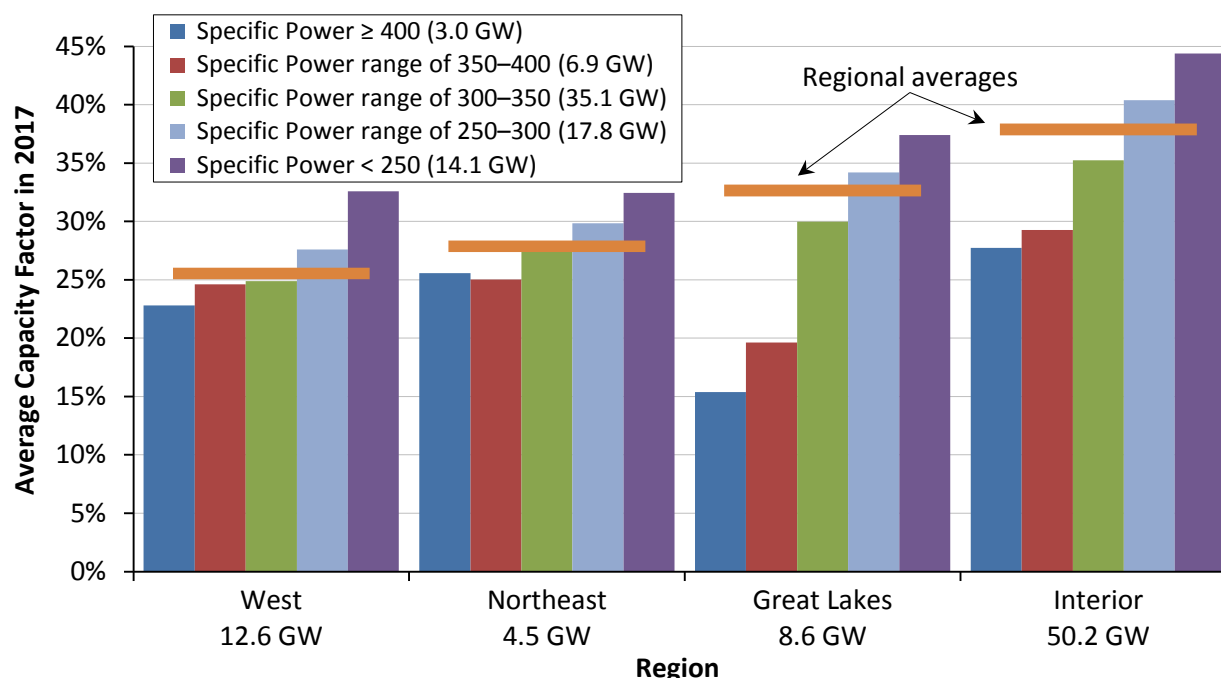 Specific Power ≥ 400 (3.0 GW)
Specific Power range of 350–400 (6.9 GW)
Specific Power range of 300–350 (35.1 GW)
Specific Power range of 250–300 (17.8 GW)
Specific Power < 250 (14.1 GW)
Regional averages
Average Capacity Factor in 2017
45%
40%
35%
30%
25%
20%
15%
10%
5%
0%
West
12.6 GW
Northeast
4.5 GW
Great Lakes
8.6 GW
Interior
50.2 GW
Region